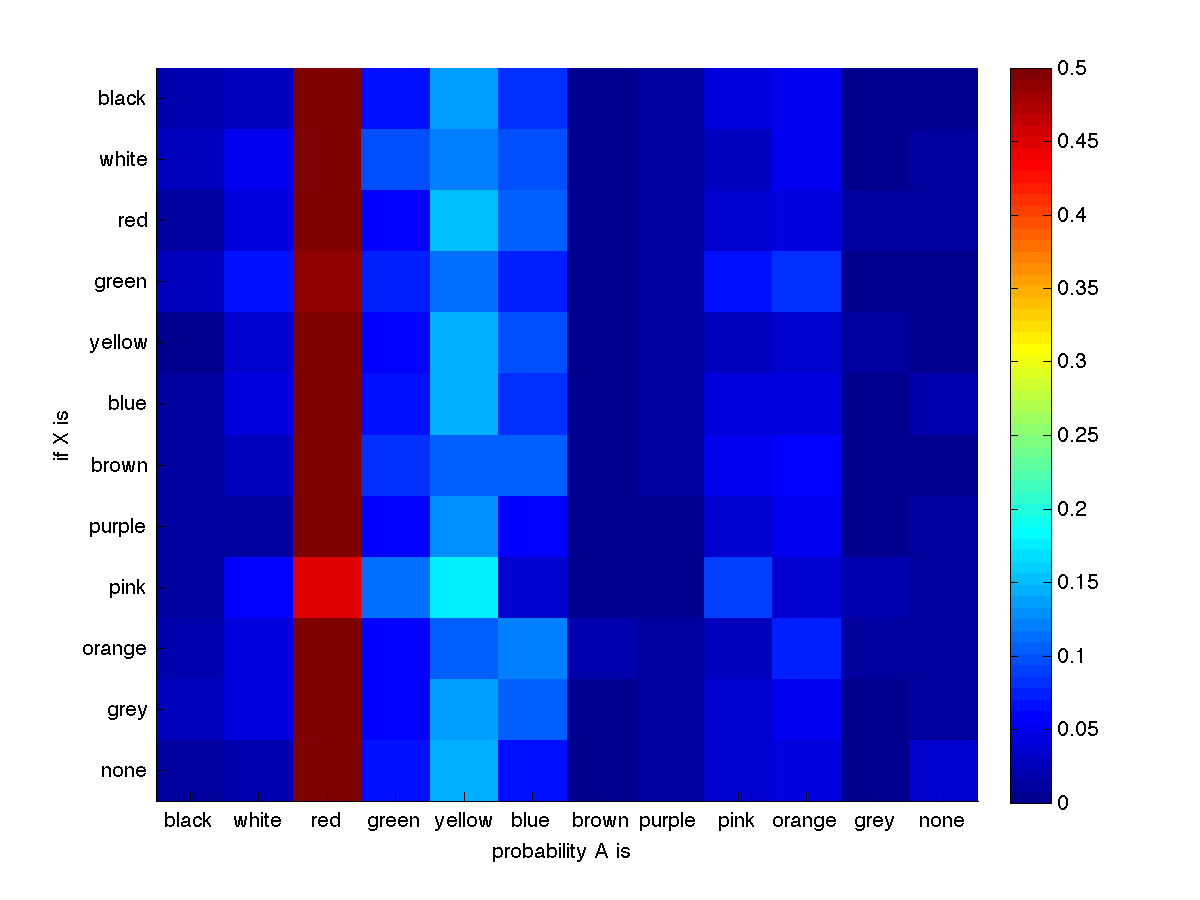 black
white
red
green
yellow
blue
brown
purple
pink
orange
grey
none
if X is
black white red green yellow blue brown purple pink orange grey none
probability A is
0.5
0.45
0.4
0.35
0.3
0.25
0.2
0.15
0.1
0.05
0